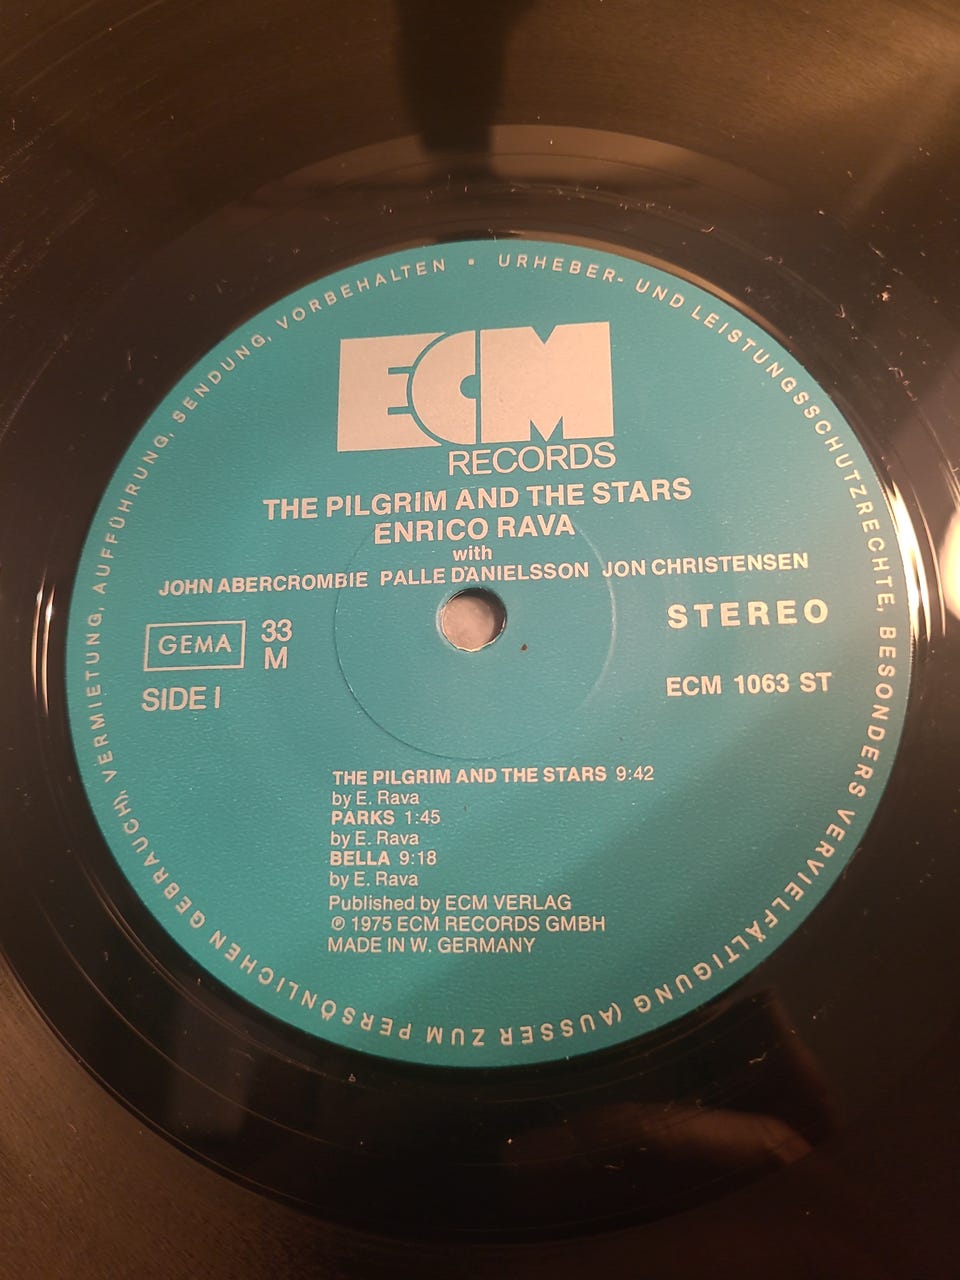 URHEBER- UND LEISTUNGSSCHUTZRECHTE, BESONDERS VERVIELFÄLTIGUNG (AUSSER ZUM PERSÖNLICHEN GEBRAUCH), VERMIETUNG, AUFFÜHRUNG, SENDUNG, VORBEHALTEN •
ECM
RECORDS
THE PILGRIM AND THE STARS
ENRICO RAVA
with
JOHN ABERCROMBIE PALLE DANIELSSON JON CHRISTENSEN
GEMA 33 STEREO
M
SIDE I ECM 1063 ST
THE PILGRIM AND THE STARS 9:42
by E. Rava
PARKS 1:45
by E. Rava
BELLA 9:18
by E. Rava
Published by ECM VERLAG
℗ 1975 ECM RECORDS GMBH
MADE IN W. GERMANY